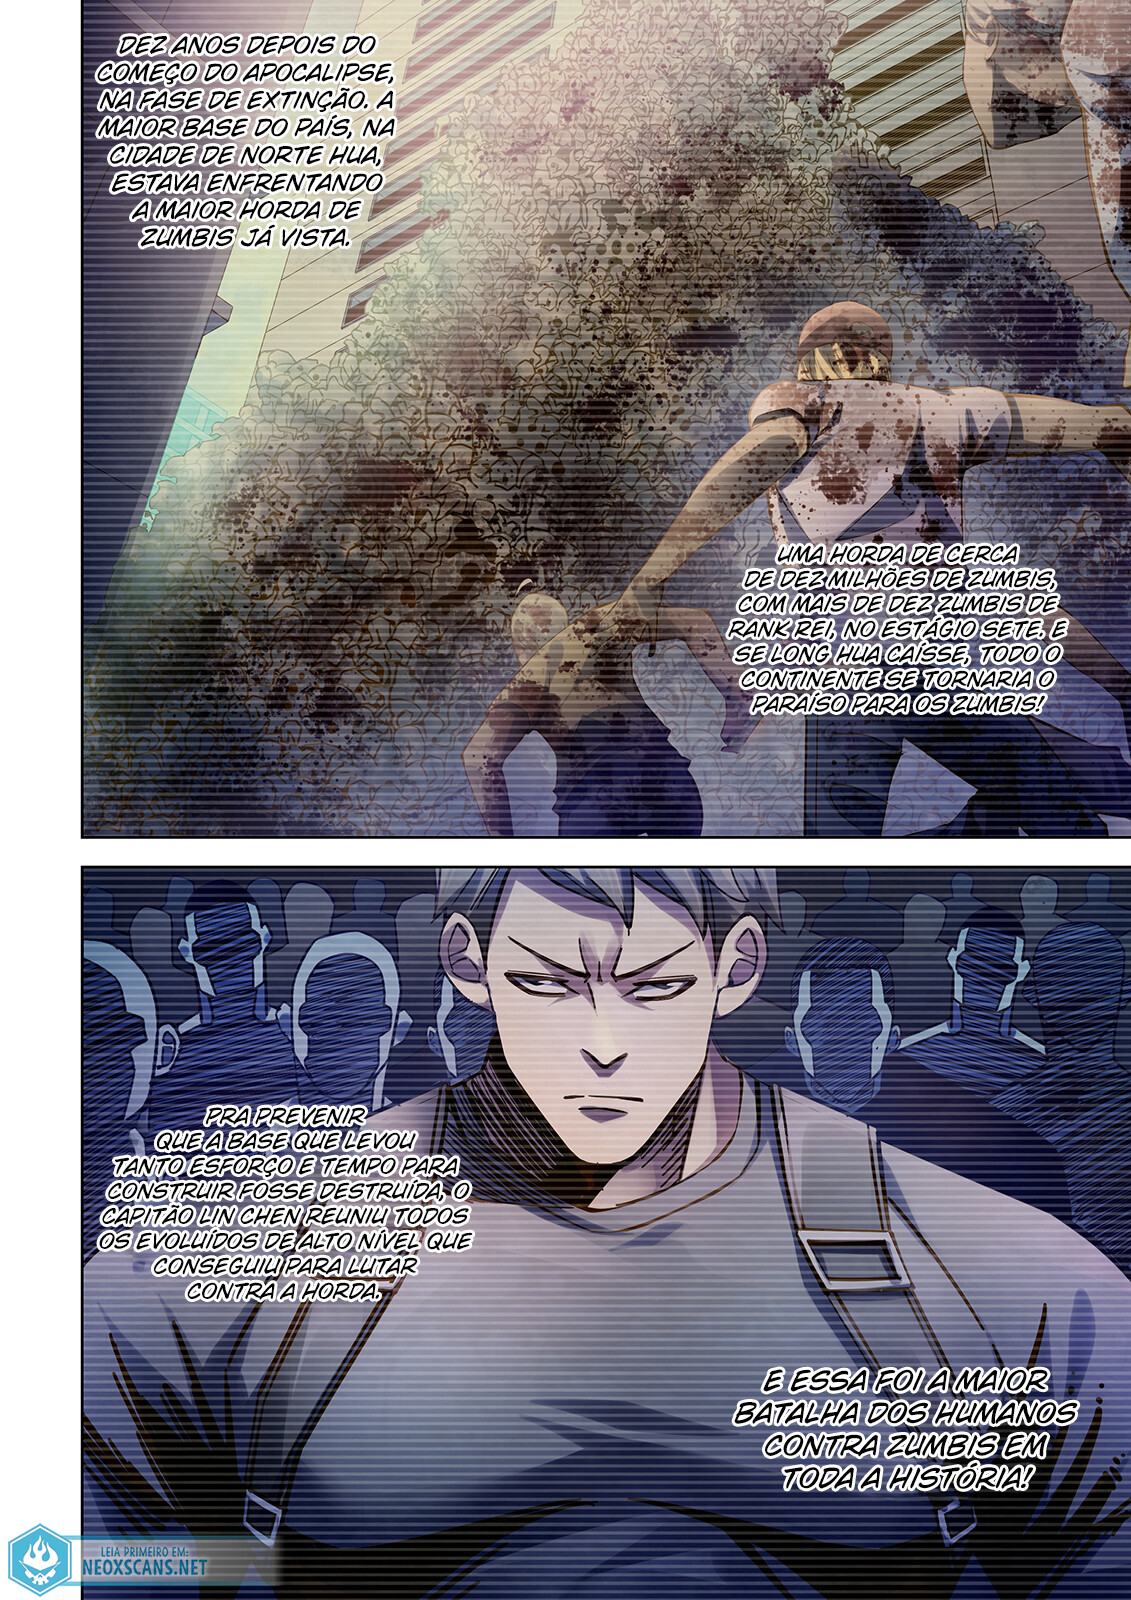 DEZ ANOS DEPOIS DO
COMEÇO DO APOCALIPSE,
NA FASE DE EXTINÇÃO. A
MAIOR BASE DO PAÍS, NA
CIDADE DE NORTE HUA,
ESTAVA ENFRENTANDO
A MAIOR HORDA DE
ZUMBIS JÁ VISTA.
UMA HORDA DE CERCA
DE DEZ MILHÕES DE ZUMBIS,
COM MAIS DE DEZ ZUMBIS DE
RANK REI, NO ESTÁGIO SETE. E
SE LONG HUA CAÍSSE, TODO O
CONTINENTE SE TORNARIA O
PARAÍSO PARA OS ZUMBIS!
PRA PREVENIR
QUE A BASE QUE LEVOU
TANTO ESFORÇO E TEMPO PARA
CONSTRUIR FOSSE DESTRUÍDA, O
CAPITÃO LIN CHEN REUNIU TODOS
OS EVOLUÍDOS DE ALTO NÍVEL QUE
CONSEGUIU PARA LUTAR
CONTRA A HORDA.
E ESSA FOI A MAIOR
BATALHA DOS HUMANOS
CONTRA ZUMBIS EM
TODA A HISTÓRIA!
LEIA PRIMEIRO EM:
NEOXSCANS.NET